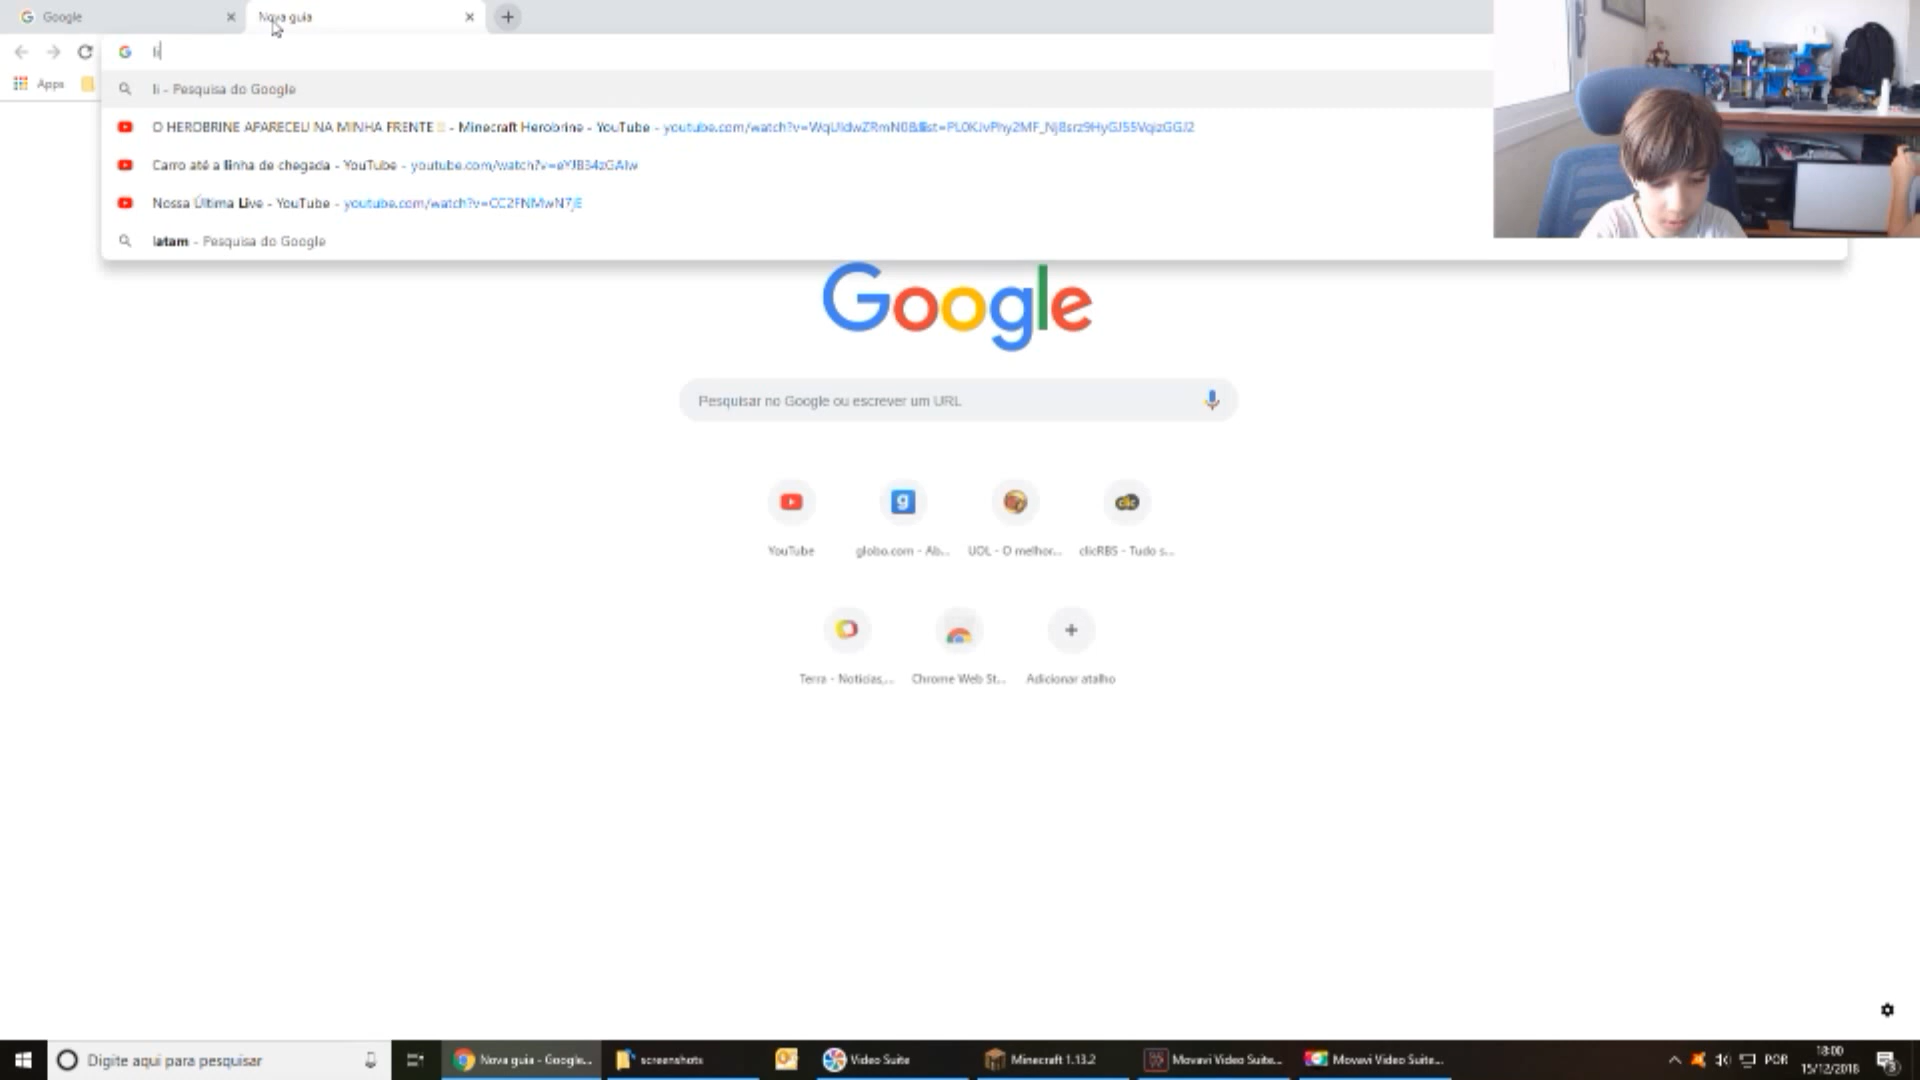 Google
Nova guia
li
Apps
li - Pesquisa do Google
O HEROBRINE APARECEU NA MINHA FRENTE - Minecraft Herobrine - YouTube -
Carro até a linha de chegada - YouTube - youtube.com/watch?v=eYJB34zGAIw
Nossa Última Live - YouTube - youtube.com/watch?v=CC2FNMwN7jE
latam - Pesquisa do Google
Google
Pesquisar no Google ou escrever um URL
YouTube
globo.com - Ab...
UOL - O melhor...
clicRBS - Tudo s...
Terra - Notícias,...
Chrome Web St...
Adicionar atalho
Digite aqui para pesquisar
Nova guia - Google...
screenshots
Video Suite
Minecraft 1.13.2
Movavi Video Suite...
Movavi Video Suite...
POR
18:00
15/12/2018
3